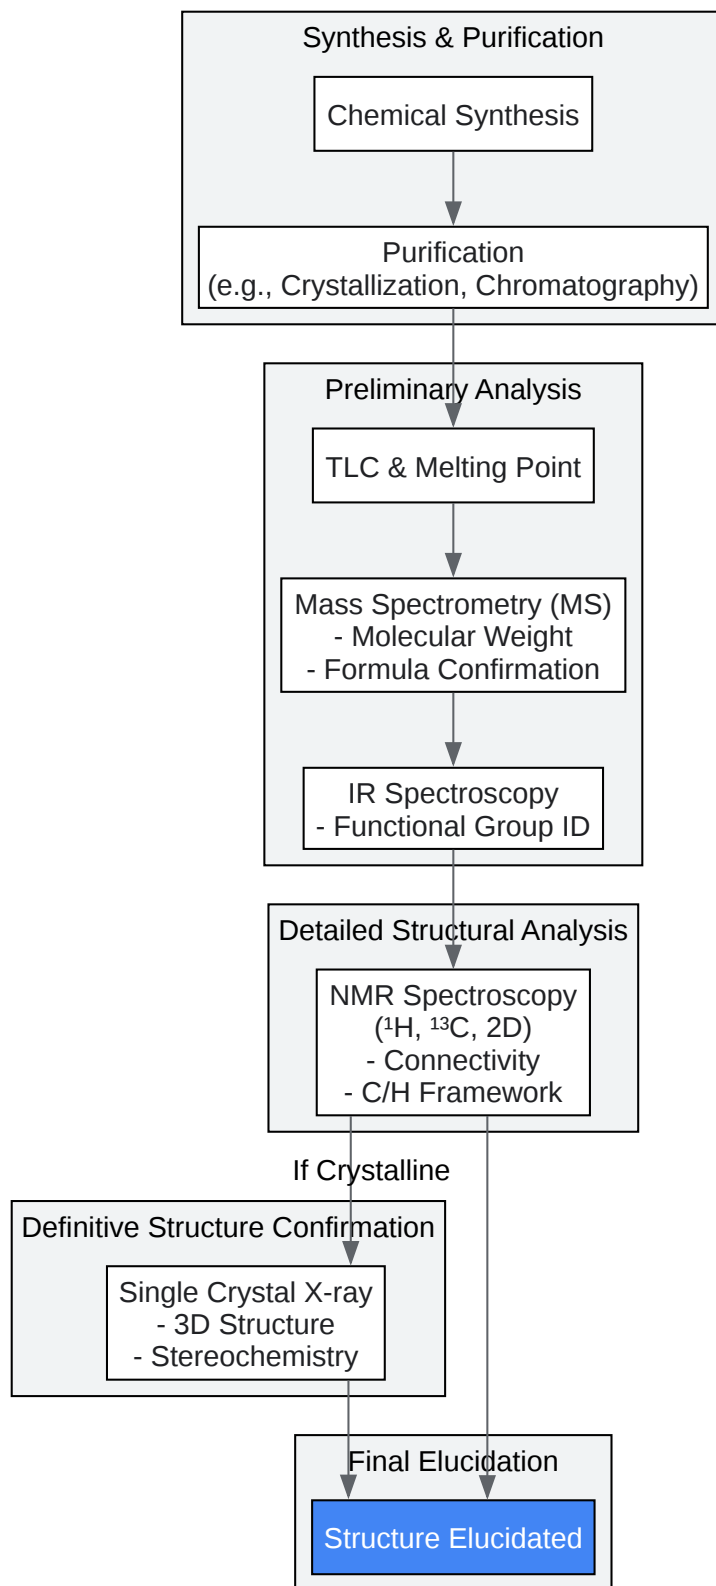 Synthesis & Purification
Chemical Synthesis
Purification
(e.g., Crystallization, Chromatography)
Preliminary Analysis
TLC & Melting Point
Mass Spectrometry (MS)
- Molecular Weight
- Formula Confirmation
IR Spectroscopy
- Functional Group ID
Detailed Structural Analysis
NMR Spectroscopy
(¹H, ¹³C, 2D)
- Connectivity
- C/H Framework
If Crystalline
Definitive Structure Confirmation
Single Crystal X-ray
- 3D Structure
- Stereochemistry
Final Elucidation
Structure Elucidated